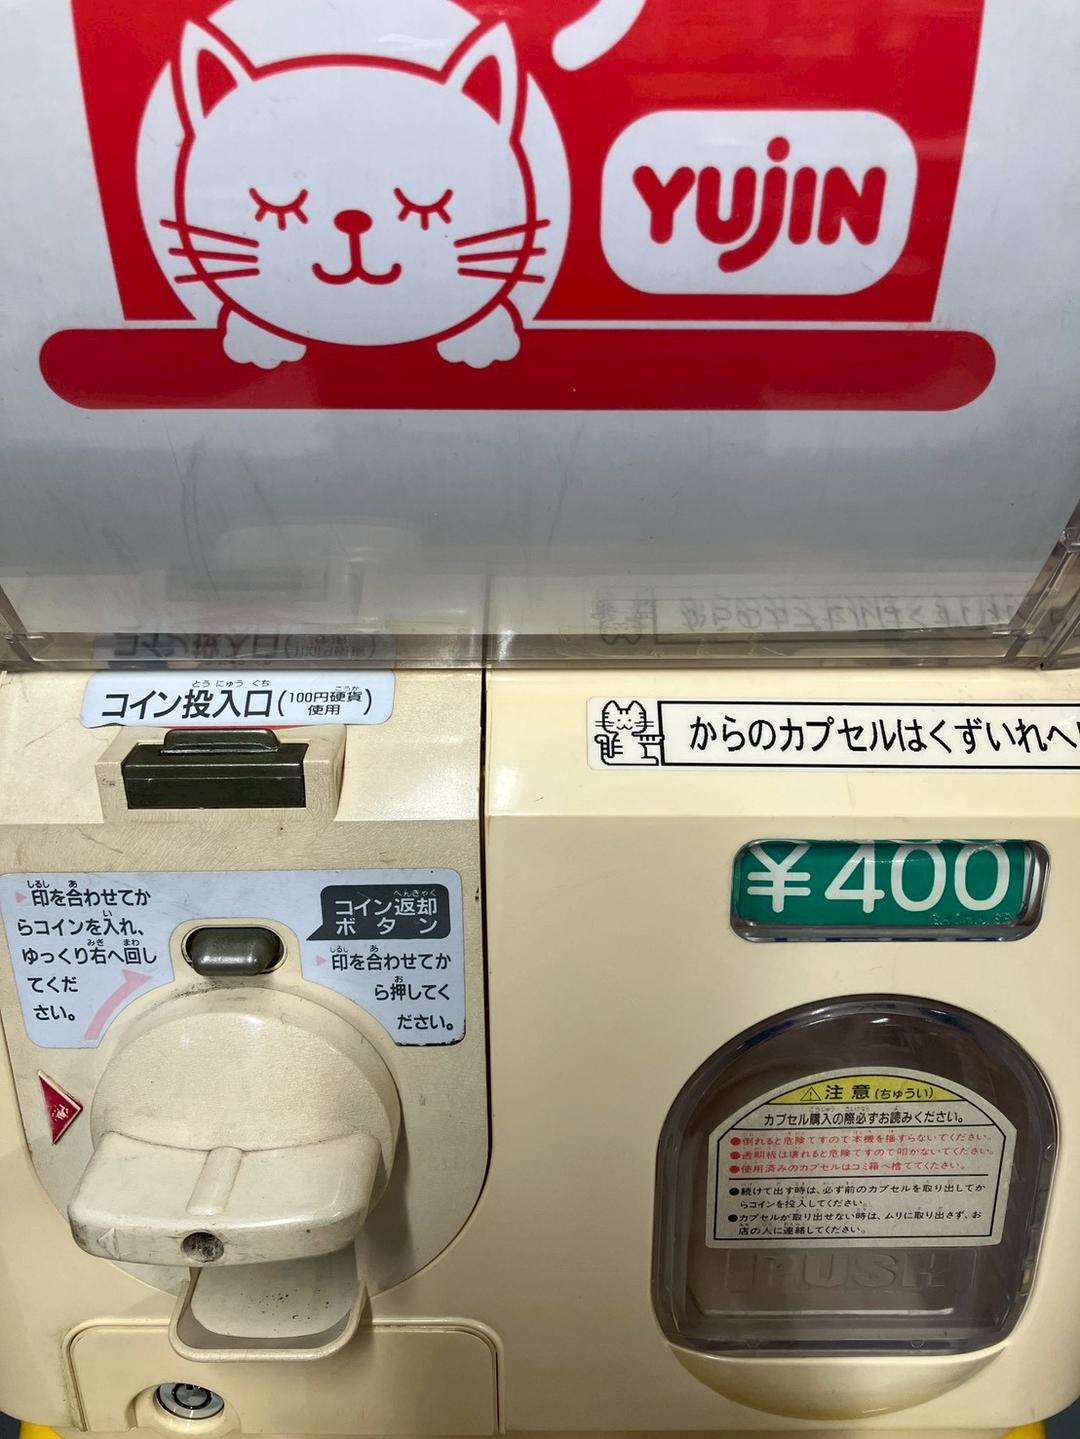 YUJIN
コイン投入口(100円硬貨使用)
からのカプセルはくずいれへ
¥400
▶印を合わせてか
らコインを入れ、
ゆっくり右へ回し
てくだ
さい。
コイン返却
ボタン
▶印を合わせてか
ら押してく
ださい。
⚠注意(ちゅうい)
カプセル購入の際必ずお読みください。
●倒れると危険ですので本機を揺すらないでください。
●透明板は壊れると危険ですので叩かないてください。
●使用済みのカプセルはゴミ箱へ捨ててください。
●続けて出す時は、必ず前のカプセルを取り出してか
らコインを投入してください。
●カプセルが取り出せない時は、ムリに取り出さず、お
店の人に連絡してください。
PUSH